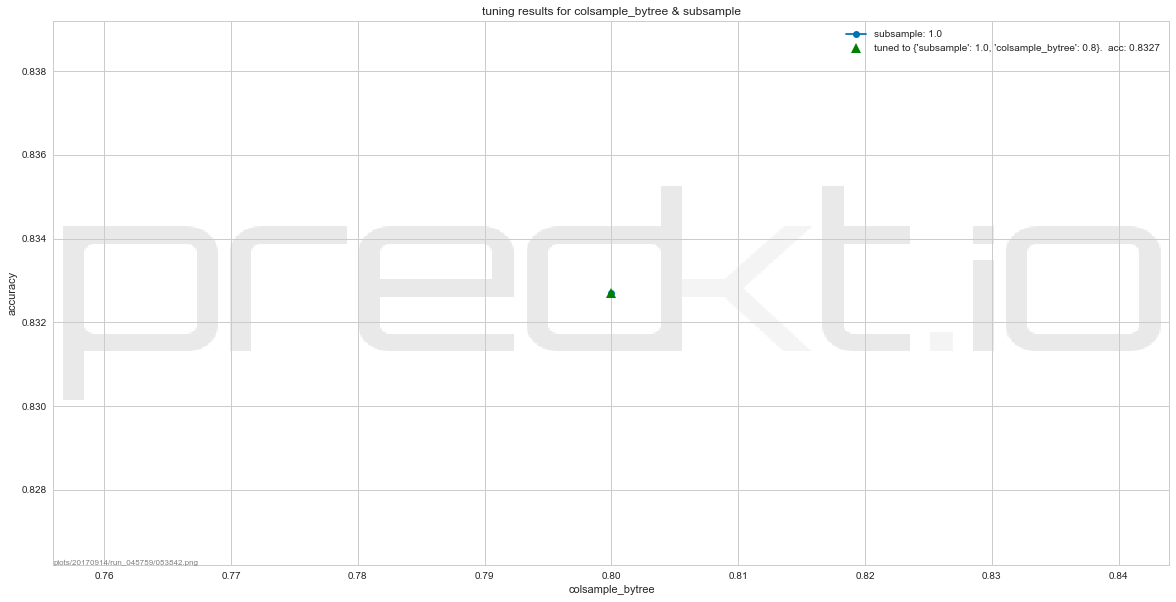 tuning results for colsample_bytree & subsample
subsample: 1.0
tuned to {'subsample': 1.0, 'colsample_bytree': 0.8}.  acc: 0.8327
0.838
0.836
0.834
0.832
0.830
0.828
accuracy
predkt.io
plots/20170914/run_045759/053542.png
0.76
0.77
0.78
0.79
0.80
0.81
0.82
0.83
0.84
colsample_bytree